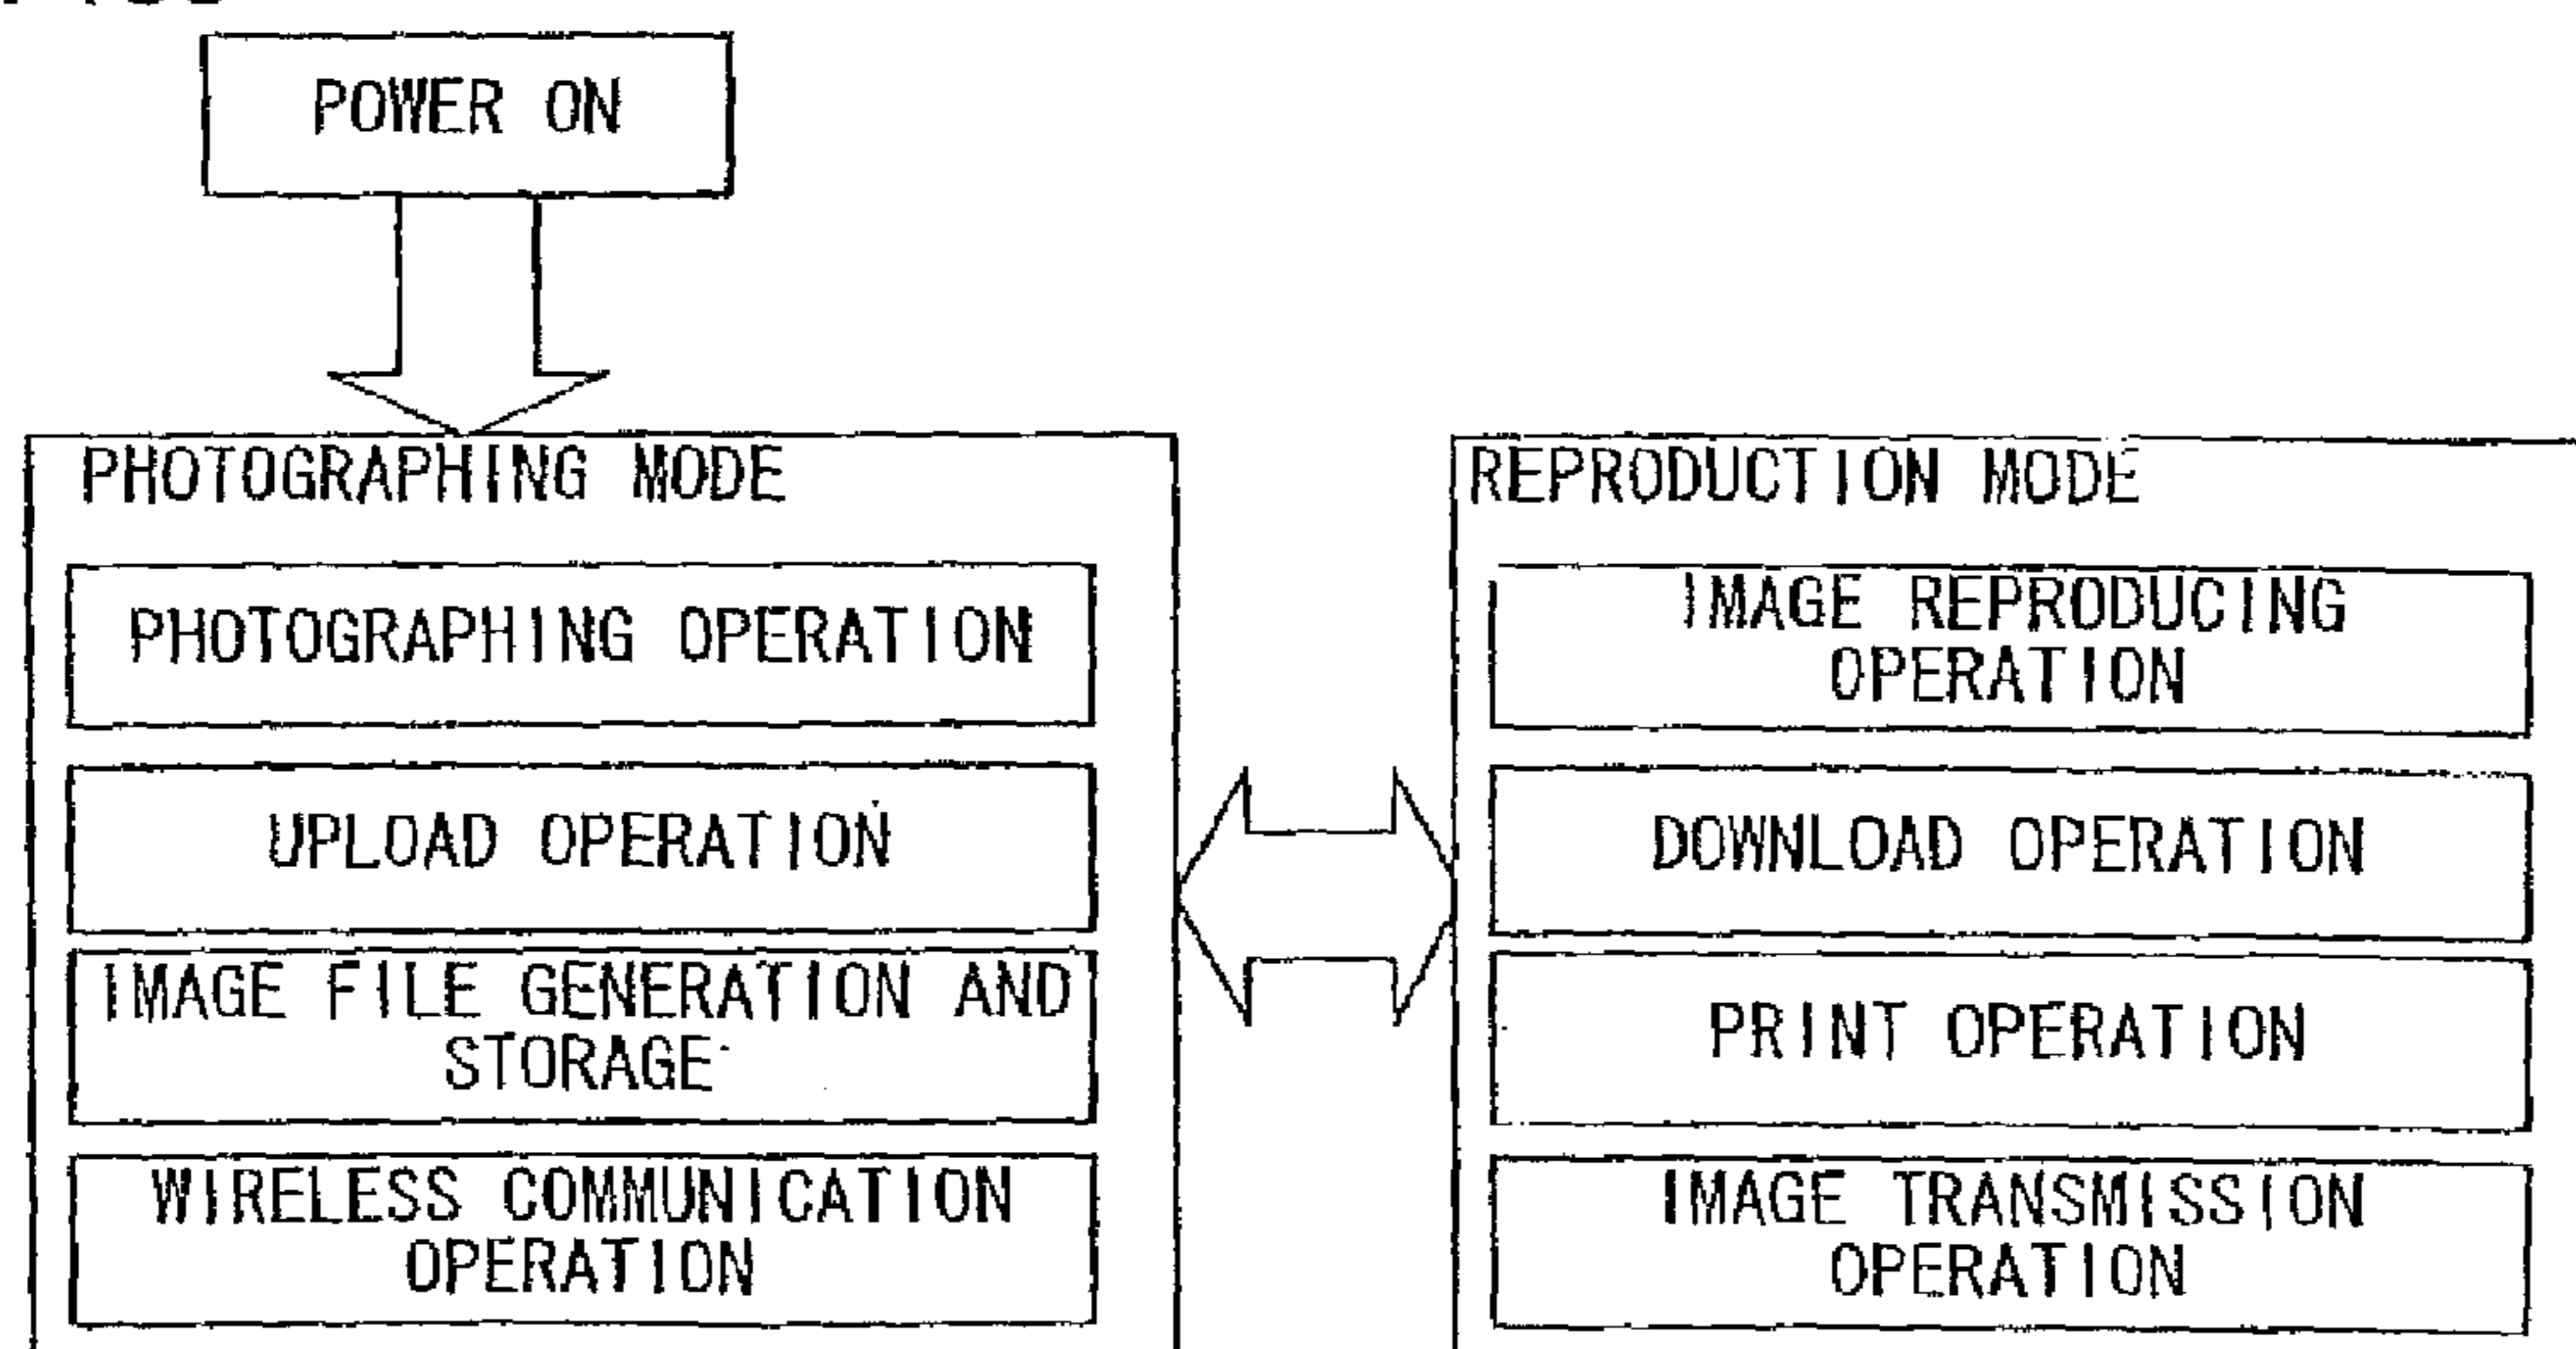 POWER ON
PHOTOGRAPHING MODE
PHOTOGRAPHING OPERATION
UPLOAD OPERATION
IMAGE FILE GENERATION AND
STORAGE
WIRELESS COMMUNICATION
OPERATION
REPRODUCTION MODE
IMAGE REPRODUCING
OPERATION
DOWNLOAD OPERATION
PRINT OPERATION
IMAGE TRANSMISSION
OPERATION